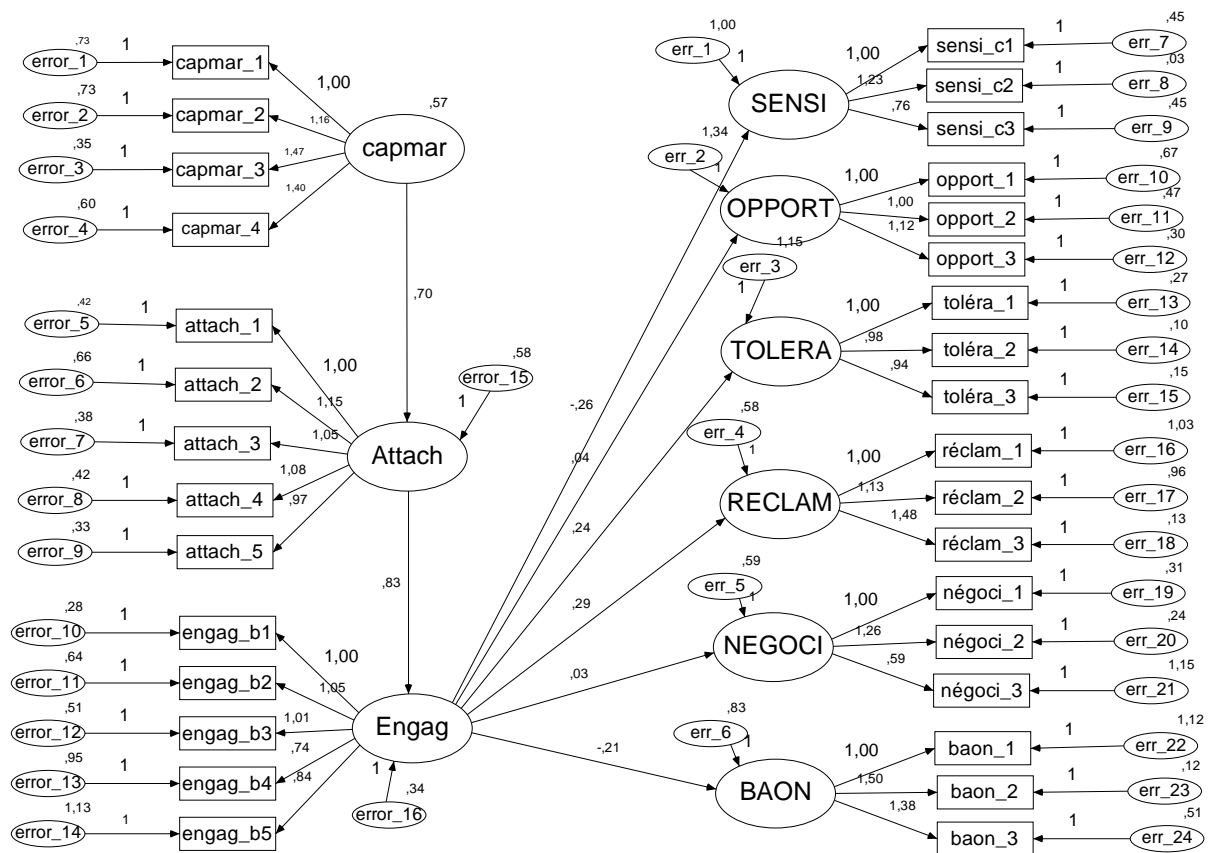 ,73
1
error_1
capmar_1
1,00
,73
1
error_2
capmar_2
1,16
,35
1
error_3
capmar_3
1,47
,60
1
error_4
capmar_4
1,40
,57
capmar
,70
,42
1
error_5
attach_1
1,00
,66
1
error_6
attach_2
1,15
,38
1
error_7
attach_3
1,05
,42
1
error_8
attach_4
1,08
,33
1
error_9
attach_5
,97
,58
error_15
1
Attach
,83
,28
1
error_10
engag_b1
1,00
,64
1
error_11
engag_b2
1,05
,51
1
error_12
engag_b3
1,01
,95
1
error_13
engag_b4
,74
1,13
1
error_14
engag_b5
,84
Engag
1
,34
error_16
-,26
,04
,24
,29
,03
-,21
1,00
err_1
1
SENSI
1,00
sensi_c1
1
,45
err_7
1,23
sensi_c2
1
,03
err_8
,76
sensi_c3
1
,45
err_9
1,34
err_2
1
OPPORT
1,00
opport_1
1
,67
err_10
1,00
opport_2
1
,47
err_11
1,12
opport_3
1
,30
err_12
1,15
err_3
1
TOLERA
1,00
toléra_1
1
,27
err_13
,98
toléra_2
1
,10
err_14
,94
toléra_3
1
,15
err_15
,58
err_4
1
RECLAM
1,00
réclam_1
1
1,03
err_16
1,13
réclam_2
1
,96
err_17
1,48
réclam_3
1
,13
err_18
,59
err_5
1
NEGOCI
1,00
négoci_1
1
,31
err_19
1,26
négoci_2
1
,24
err_20
,59
négoci_3
1
1,15
err_21
,83
err_6
1
BAON
1,00
baon_1
1
1,12
err_22
1,50
baon_2
1
,12
err_23
1,38
baon_3
1
,51
err_24